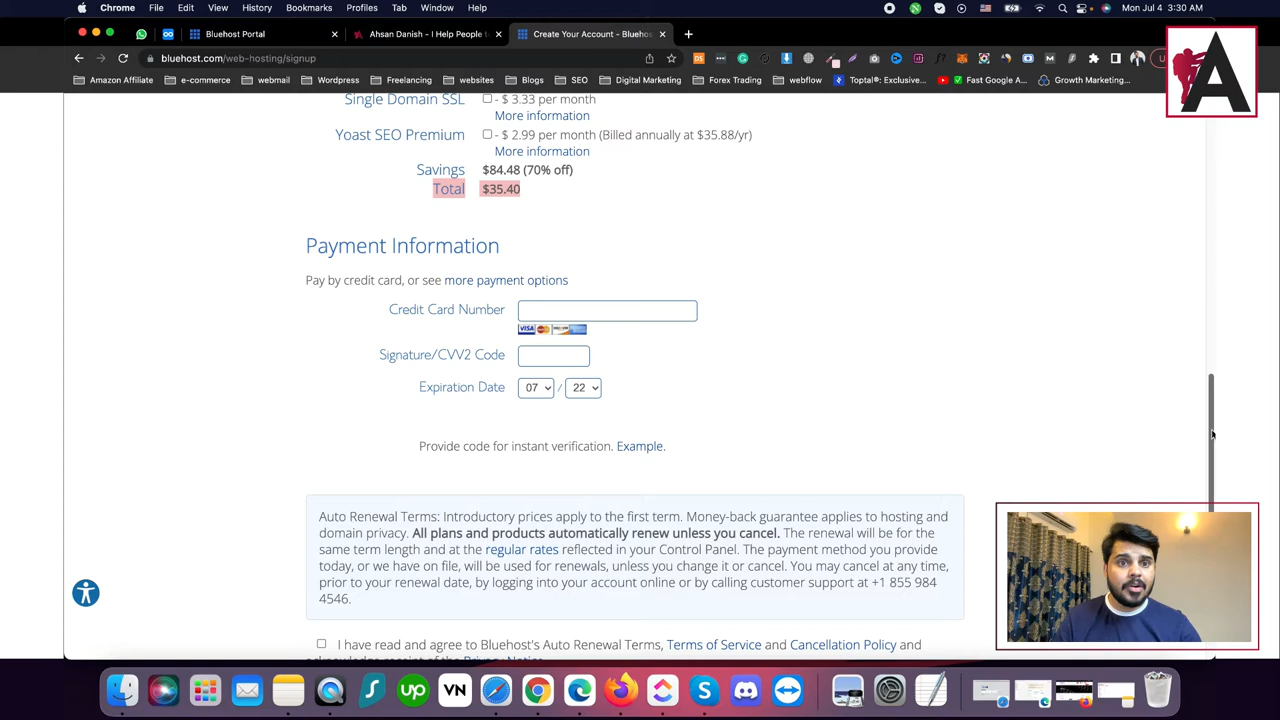 Chrome File Edit View History Bookmarks Profiles Tab Window Help Mon Jul 4 3:30 AM
Bluehost Portal × Ahsan Danish - I Help People t × Create Your Account - Bluehos ×
bluehost.com/web-hosting/signup
Amazon Affiliate e-commerce webmail Wordpress Freelancing websites Blogs SEO Digital Marketing Forex Trading webflow Toptal®: Exclusive... ✅ Fast Google A... Growth Marketing...
A
Single Domain SSL - $ 3.33 per month
More information
Yoast SEO Premium - $ 2.99 per month (Billed annually at $35.88/yr)
More information
Savings $84.48 (70% off)
Total $35.40
Payment Information
Pay by credit card, or see more payment options
Credit Card Number
VISA
Signature/CVV2 Code
Expiration Date 07 / 22
Provide code for instant verification. Example.
Auto Renewal Terms: Introductory prices apply to the first term. Money-back guarantee applies to hosting and
domain privacy. All plans and products automatically renew unless you cancel. The renewal will be for the
same term length and at the regular rates reflected in your Control Panel. The payment method you provide
today, or we have on file, will be used for renewals, unless you change it or cancel. You may cancel at any time,
prior to your renewal date, by logging into your account online or by calling customer support at +1 855 984
4546.
I have read and agree to Bluehost's Auto Renewal Terms, Terms of Service and Cancellation Policy and
acknowledge receipt of the Privacy Notice
up VN